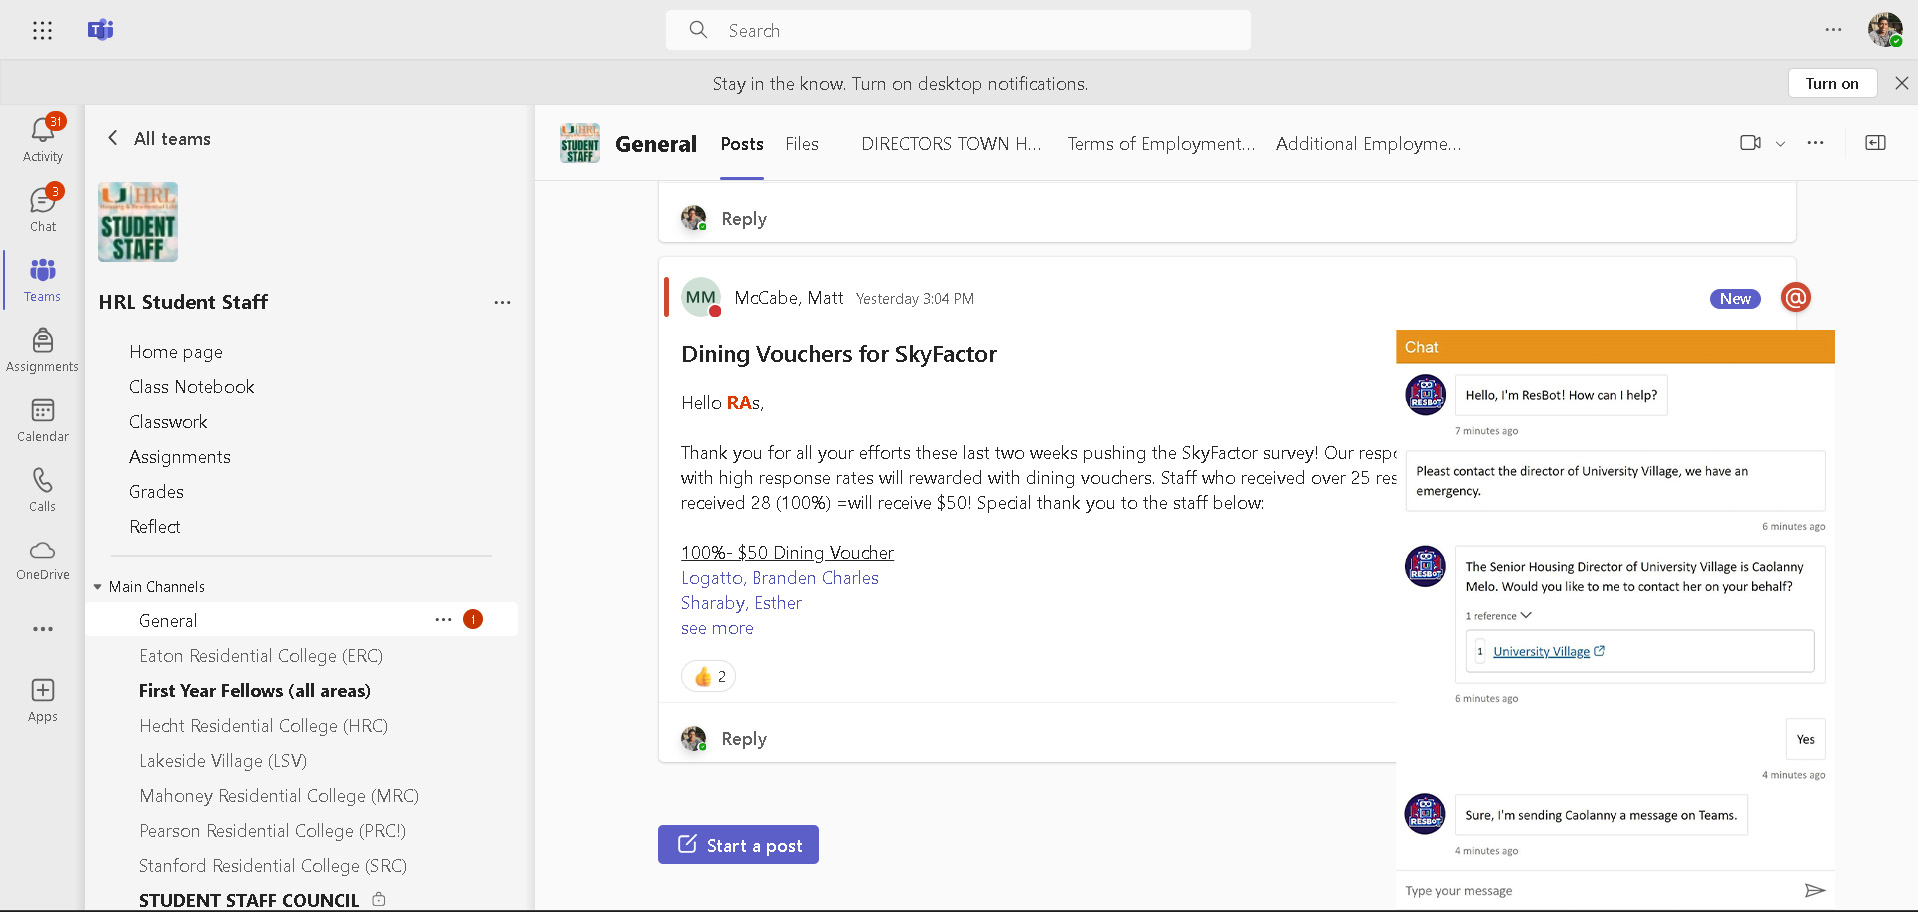 Search
Stay in the know. Turn on desktop notifications.
Turn on
31
Activity
3
Chat
Teams
Assignments
Calendar
Calls
OneDrive
Apps
All teams
U HRL
Housing & Residential Life
STUDENT
STAFF
HRL Student Staff
Home page
Class Notebook
Classwork
Assignments
Grades
Reflect
Main Channels
General
1
Eaton Residential College (ERC)
First Year Fellows (all areas)
Hecht Residential College (HRC)
Lakeside Village (LSV)
Mahoney Residential College (MRC)
Pearson Residential College (PRC!)
Stanford Residential College (SRC)
STUDENT STAFF COUNCIL
U HRL
STUDENT
STAFF
General
Posts
Files
DIRECTORS TOWN H...
Terms of Employment...
Additional Employme...
Reply
MM
McCabe, Matt
Yesterday 3:04 PM
New
@
Dining Vouchers for SkyFactor
Hello RAs,
Thank you for all your efforts these last two weeks pushing the SkyFactor survey! Our resp
with high response rates will rewarded with dining vouchers. Staff who received over 25 res
received 28 (100%) =will receive $50! Special thank you to the staff below:
100%- $50 Dining Voucher
Logatto, Branden Charles
Sharaby, Esther
see more
2
Reply
Start a post
Chat
RESBOT
Hello, I'm ResBot! How can I help?
7 minutes ago
Pleast contact the director of University Village, we have an
emergency.
6 minutes ago
RESBOT
The Senior Housing Director of University Village is Caolanny
Melo. Would you like to me to contact her on your behalf?
1 reference
1 University Village
6 minutes ago
Yes
4 minutes ago
RESBOT
Sure, I'm sending Caolanny a message on Teams.
4 minutes ago
Type your message